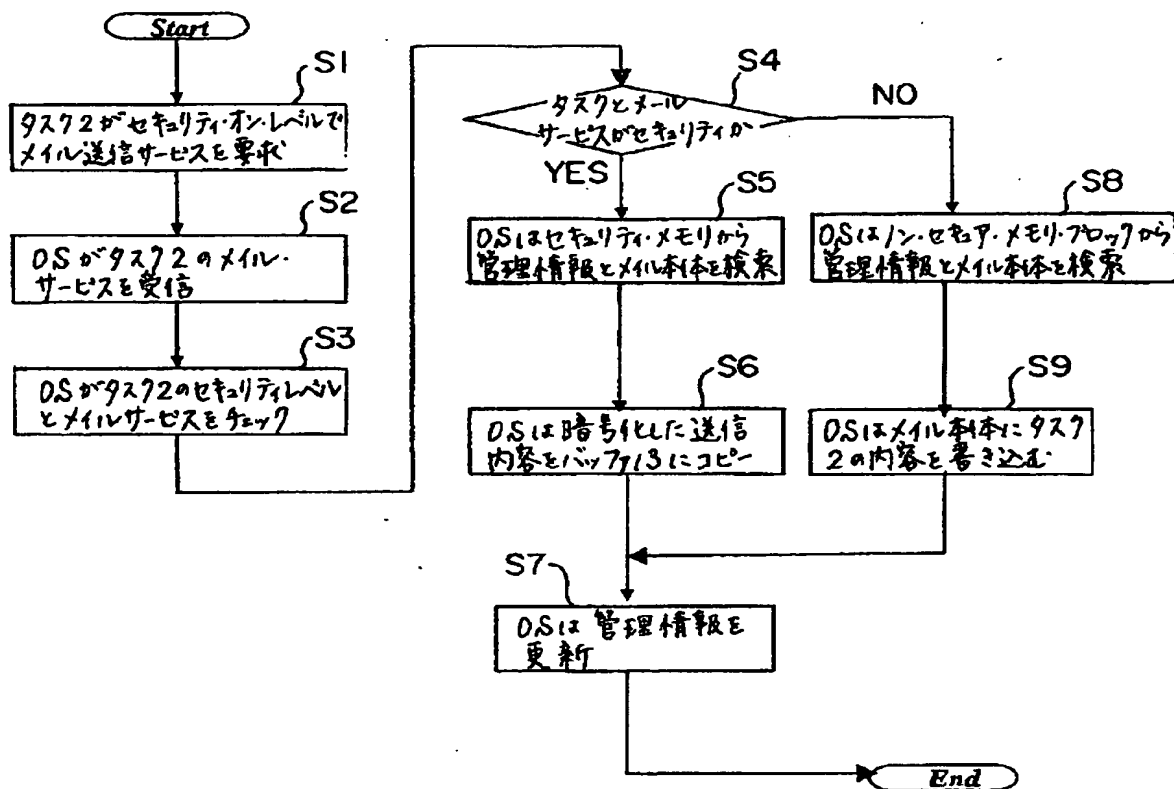 Start
S1
タスク2がセキュリティ・オン・レベルで
メイル送信サービスを要求
S2
OSがタスク2のメイル・
サービスを受信
S3
OSがタスク2のセキュリティレベル
とメイルサービスをチェック
S4
タスクとメール
サービスがセキュリティか
YES
NO
S5
OSはセキュリティ・メモリから
管理情報とメイル本体を検索
S6
OSは暗号化した送信
内容をバッファ13にコピー
S8
OSはノン・セキュア・メモリ・ブロックから
管理情報とメイル本体を検索
S9
OSはメイル本体にタスク
2の内容を書き込む
S7
OSは管理情報を
更新
End